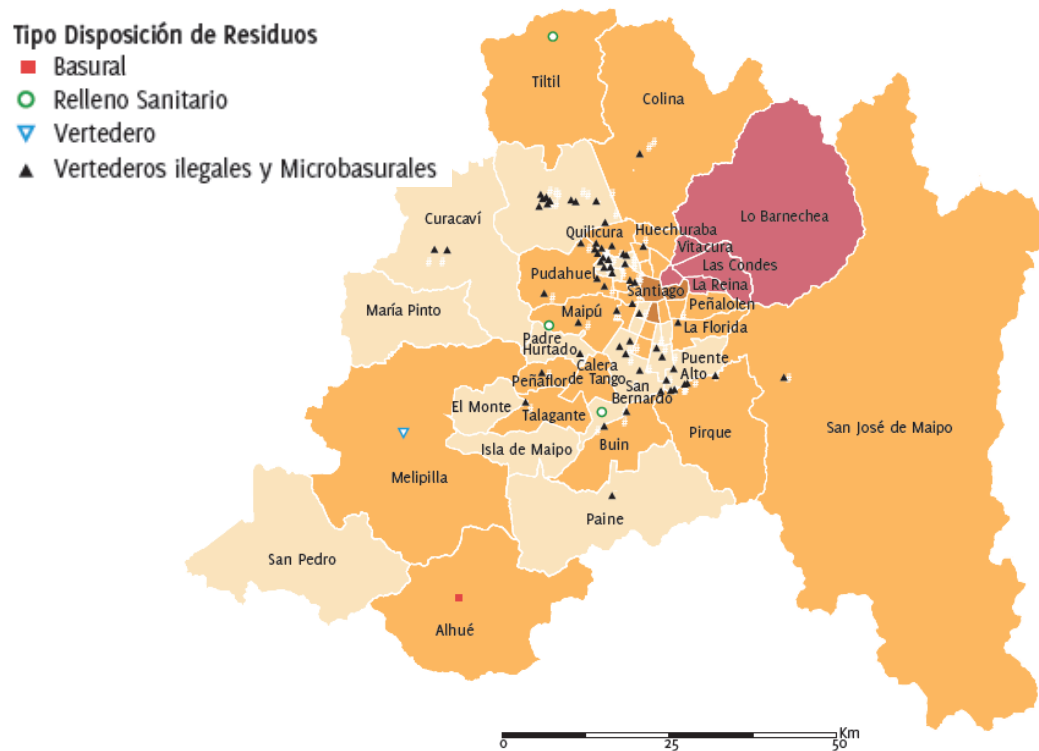 Tipo Disposición de Residuos
Basural
Relleno Sanitario
Vertedero
Vertederos ilegales y Microbasurales
Tiltil
Colina
Lo Barnechea
Curacaví
Quilicura
Huechuraba
Vitacura
Las Condes
La Reina
Pudahuel
Santiago
Peñalolen
María Pinto
Maipú
La Florida
Padre
Hurtado
Calera
de Tango
Puente
Alto
Peñaflor
San
Bernardo
El Monte
Talagante
Isla de Maipo
Buin
Pirque
San José de Maipo
Melipilla
Paine
San Pedro
Alhué
Km
0
25
50